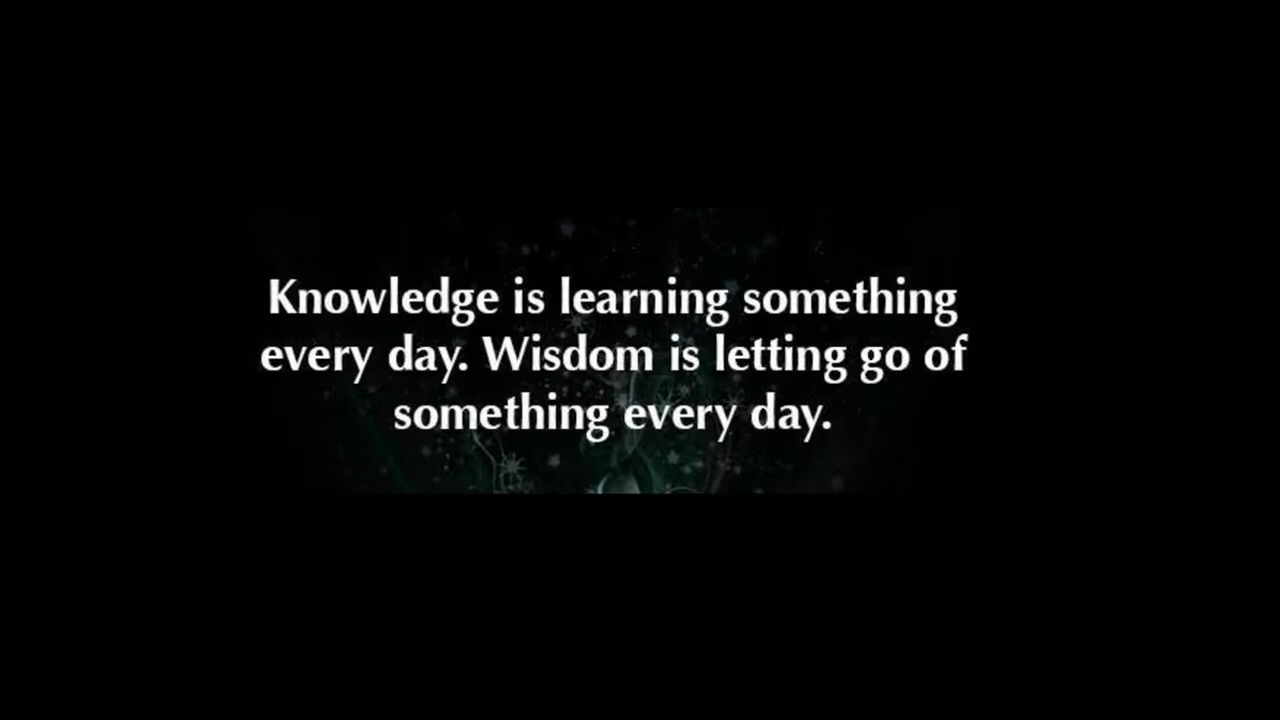 Knowledge is learning something
every day. Wisdom is letting go of
something every day.